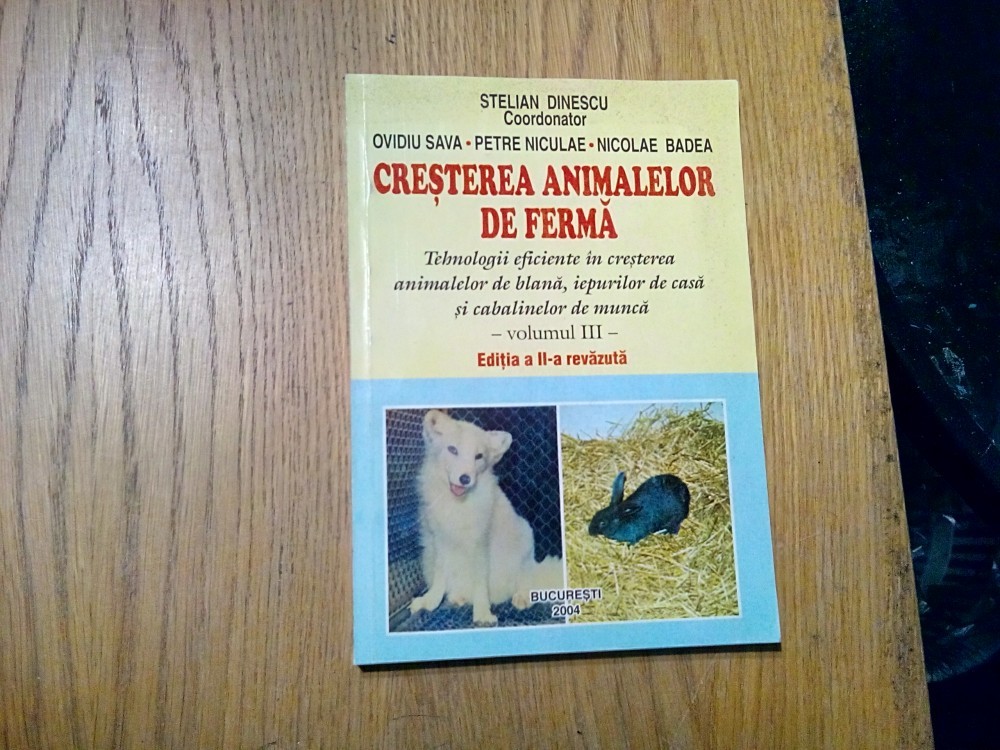 STELIAN DINESCU
Coordonator
OVIDIU SAVA • PETRE NICULAE • NICOLAE BADEA
CREȘTEREA ANIMALELOR
DE FERMĂ
Tehnologii eficiente în creșterea
animalelor de blană, iepurilor de casă
și cabalinelor de muncă
– volumul III –
Ediția a II-a revăzută
BUCUREȘTI
2004